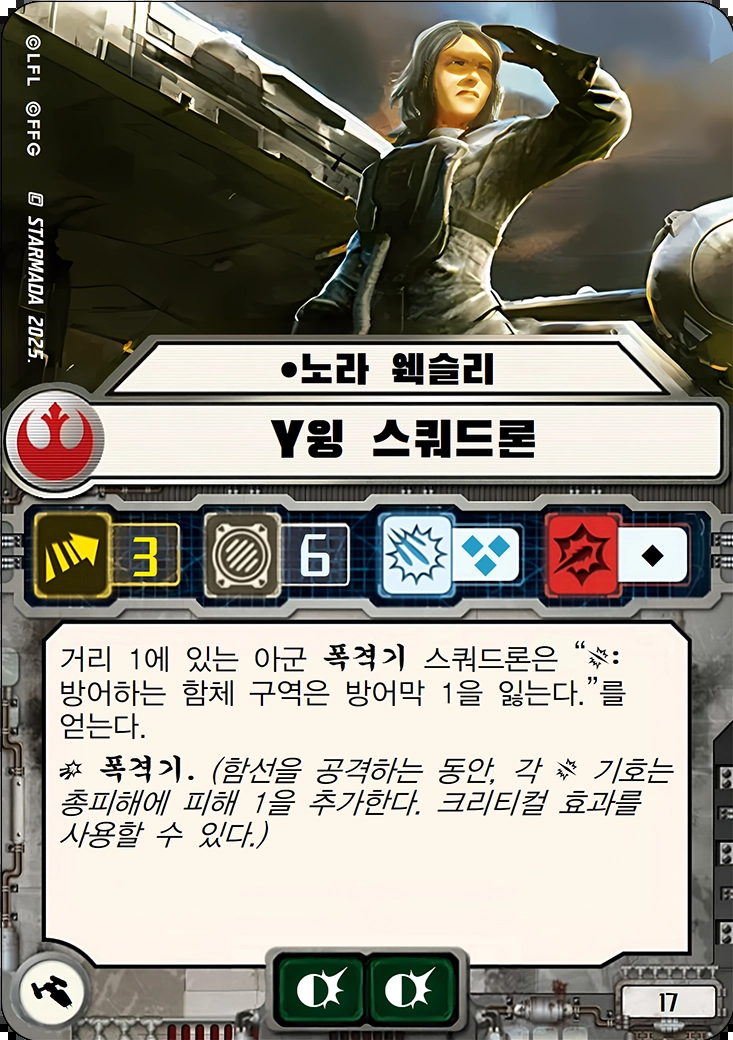 ©LFL ©FFG
STARMADA 2025.
•노라 웩슬리
Y윙 스쿼드론
3
6
거리 1에 있는 아군 폭격기 스쿼드론은 “:
방어하는 함체 구역은 방어막 1을 잃는다.”를
얻는다.
폭격기. (함선을 공격하는 동안, 각 기호는
총피해에 피해 1을 추가한다. 크리티컬 효과를
사용할 수 있다.)
17